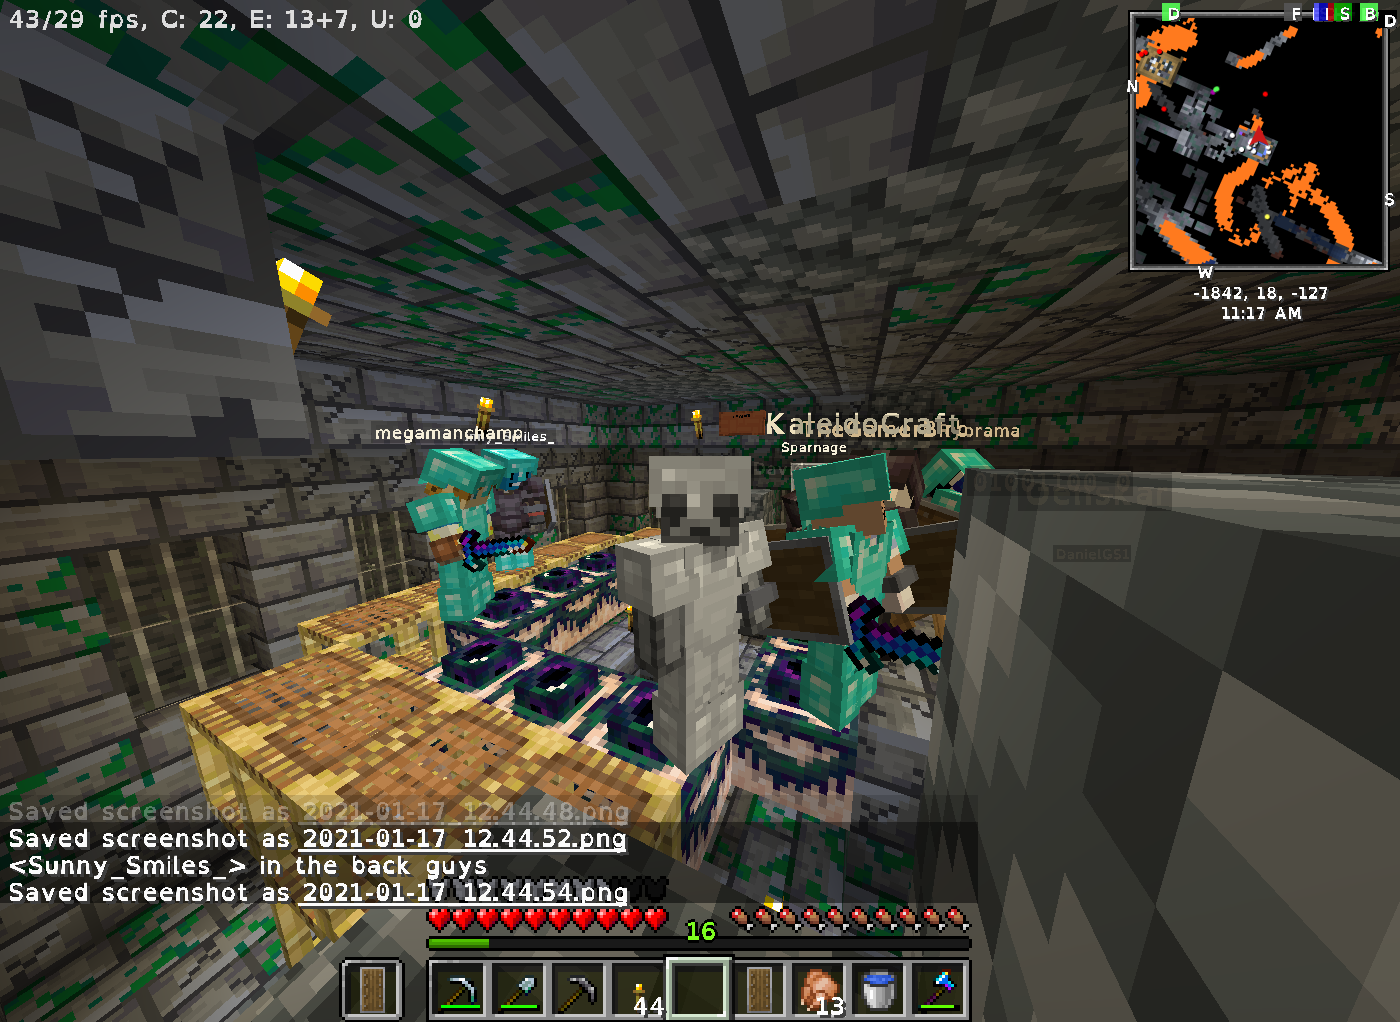 43/29 fps, C: 22, E: 13+7, U: 0
D
F I S B
D
N
S
W
-1842, 18, -127
11:17 AM
KaleidoCraft
megamanchamp
Sparnage
DanielGS1
Saved screenshot as 2021-01-17_12.44.48.png
Saved screenshot as 2021-01-17_12.44.52.png
<Sunny_Smiles_> in the back guys
Saved screenshot as 2021-01-17_12.44.54.png
16
44
13